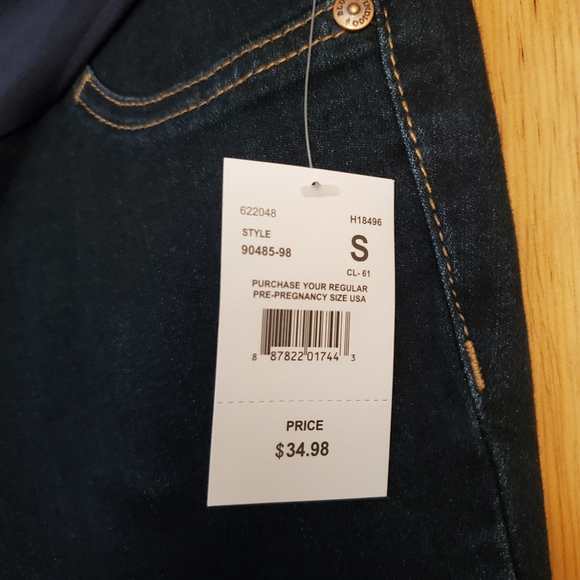 INDIGO
622048
H18496
STYLE
S
90485-98
CL- 61
PURCHASE YOUR REGULAR
PRE-PREGNANCY SIZE USA
8 87822 01744 3
PRICE
$34.98